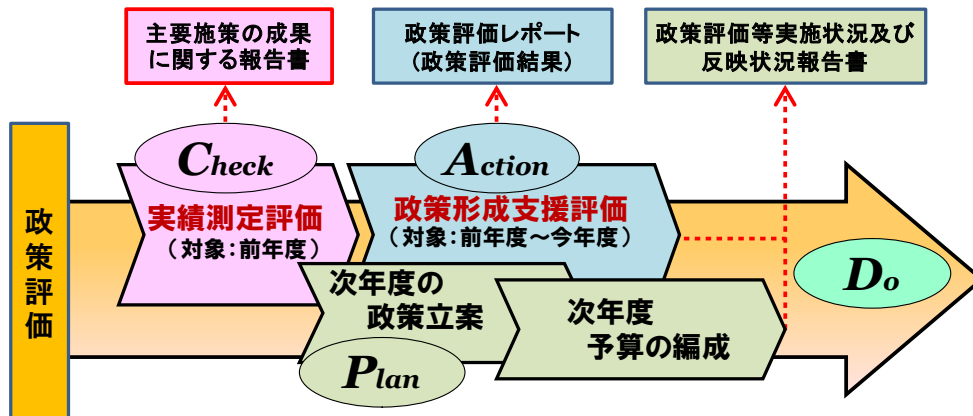 主要施策の成果
に関する報告書
政策評価レポート
（政策評価結果）
政策評価等実施状況及び
反映状況報告書
政策評価
Check
実績測定評価
（対象：前年度）
Action
政策形成支援評価
（対象：前年度～今年度）
次年度の
政策立案
Plan
次年度
予算の編成
Do